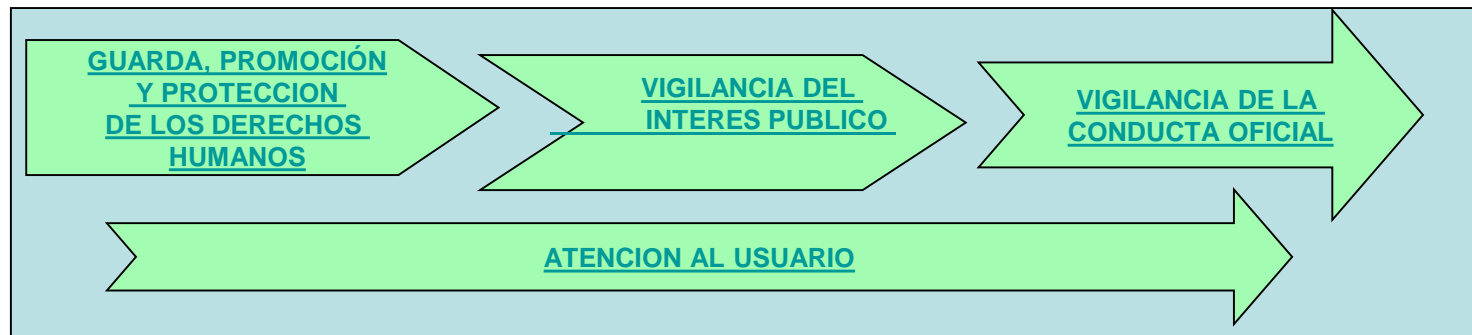 GUARDA, PROMOCIÓN
Y PROTECCION
DE LOS DERECHOS
HUMANOS
VIGILANCIA DEL
INTERES PUBLICO
VIGILANCIA DE LA
CONDUCTA OFICIAL
ATENCION AL USUARIO